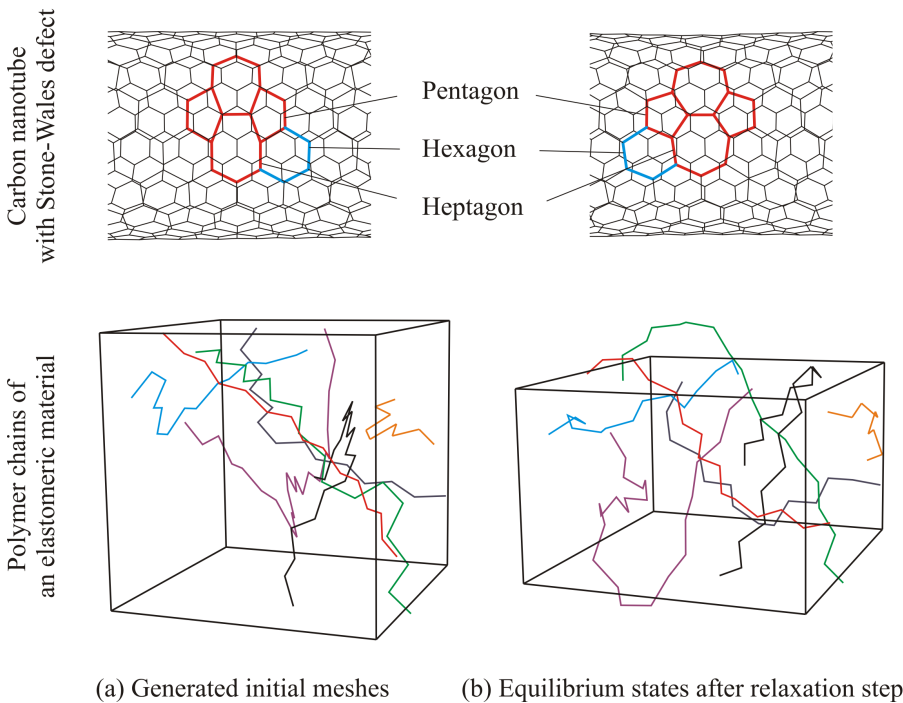 Carbon nanotube
with Stone-Wales defect
Pentagon
Hexagon
Heptagon
Polymer chains of
an elastomeric material
(a) Generated initial meshes
(b) Equilibrium states after relaxation step